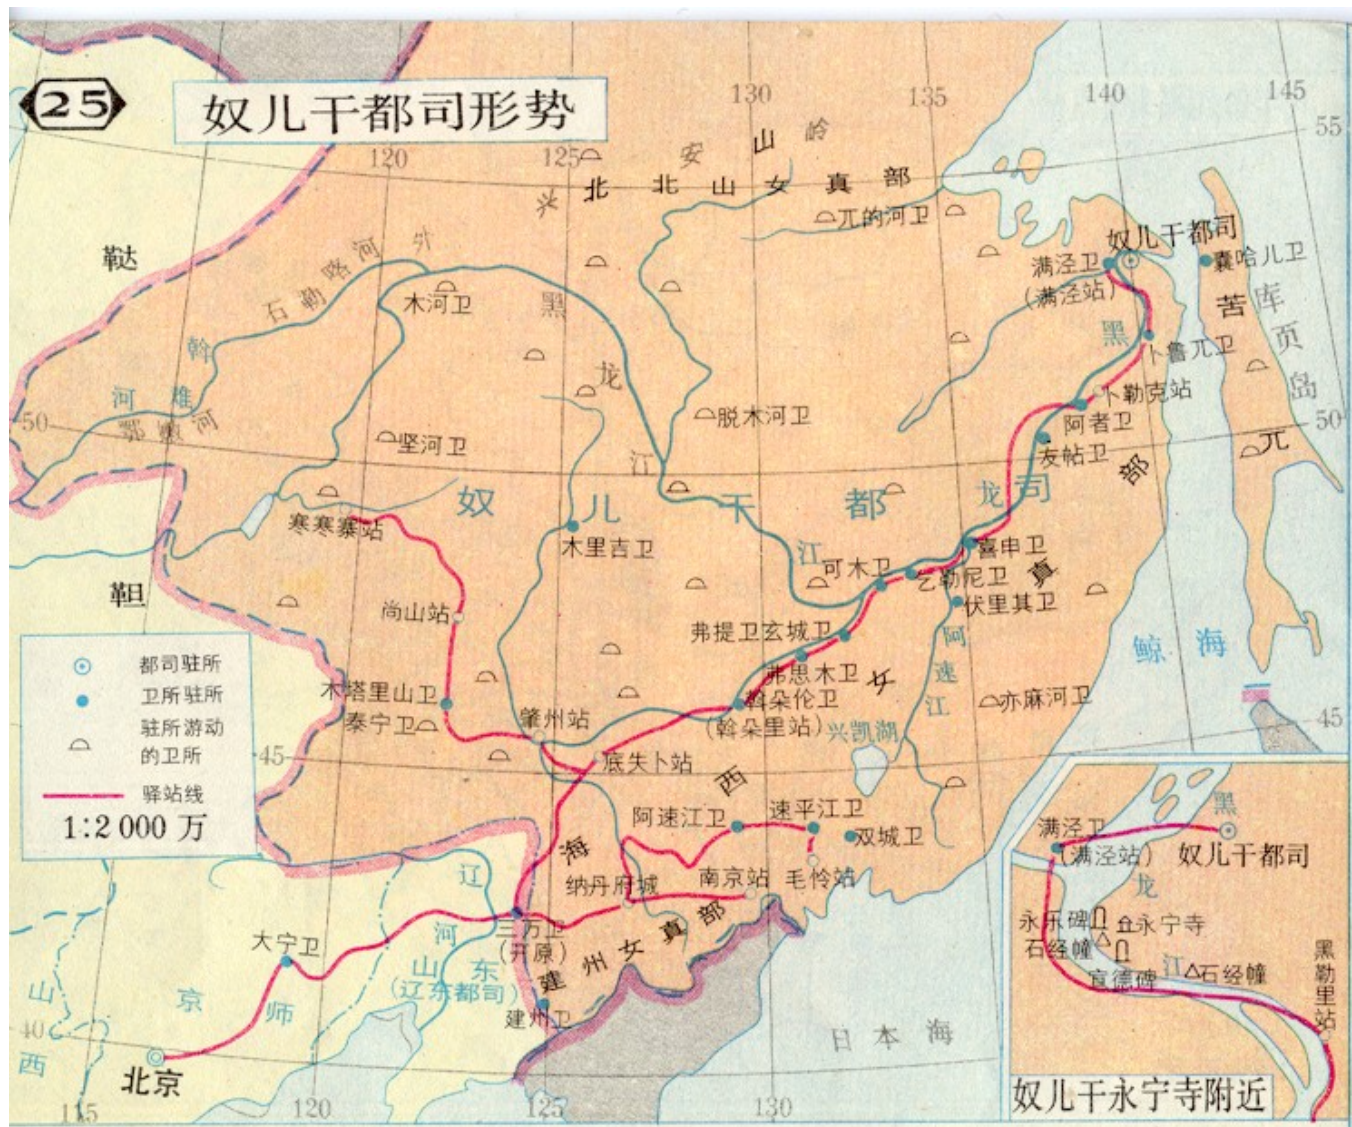 25
奴儿干都司形势
130
135
140
145
55
120
125
兴
安
山
岭
北 北 山 女 真 部
兀的河卫
外
鞑
石勒喀河
木河卫
黑
龙
江
斡
难
河
鄂嫩河
50
坚河卫
脱木河卫
奴儿干都司
满泾卫
(满泾站)
囊哈儿卫
苦
兀
库页岛
黑
龙
江
卜鲁兀卫
卜勒克站
阿者卫
友帖卫
50
部
奴 儿 干 都 司
寒寒寨站
木里吉卫
喜申卫
可木卫
乞勒尼卫
真
伏里其卫
靼
尚山站
弗提卫
玄城卫
阿速江
鲸 海
弗思木卫
女
木塔里山卫
泰宁卫
肇州站
斡朵伦卫
(斡朵里站)
亦麻河卫
兴凯湖
45
45
底失卜站
西
都司驻所
卫所驻所
驻所游动
的卫所
驿站线
1:2 000 万
阿速江卫
速平江卫
双城卫
海
纳丹府城
南京站
毛怜站
辽
河
三万卫
(开原)
建 州 女 真 部
大宁卫
山 东
(辽东都司)
京 师
建州卫
山
西
40
北京
日 本 海
115
120
125
130
黑
满泾卫
(满泾站)
奴儿干都司
龙
永乐碑
永宁寺
石经幢
宣德碑
江
石经幢
黑勒里站
奴儿干永宁寺附近